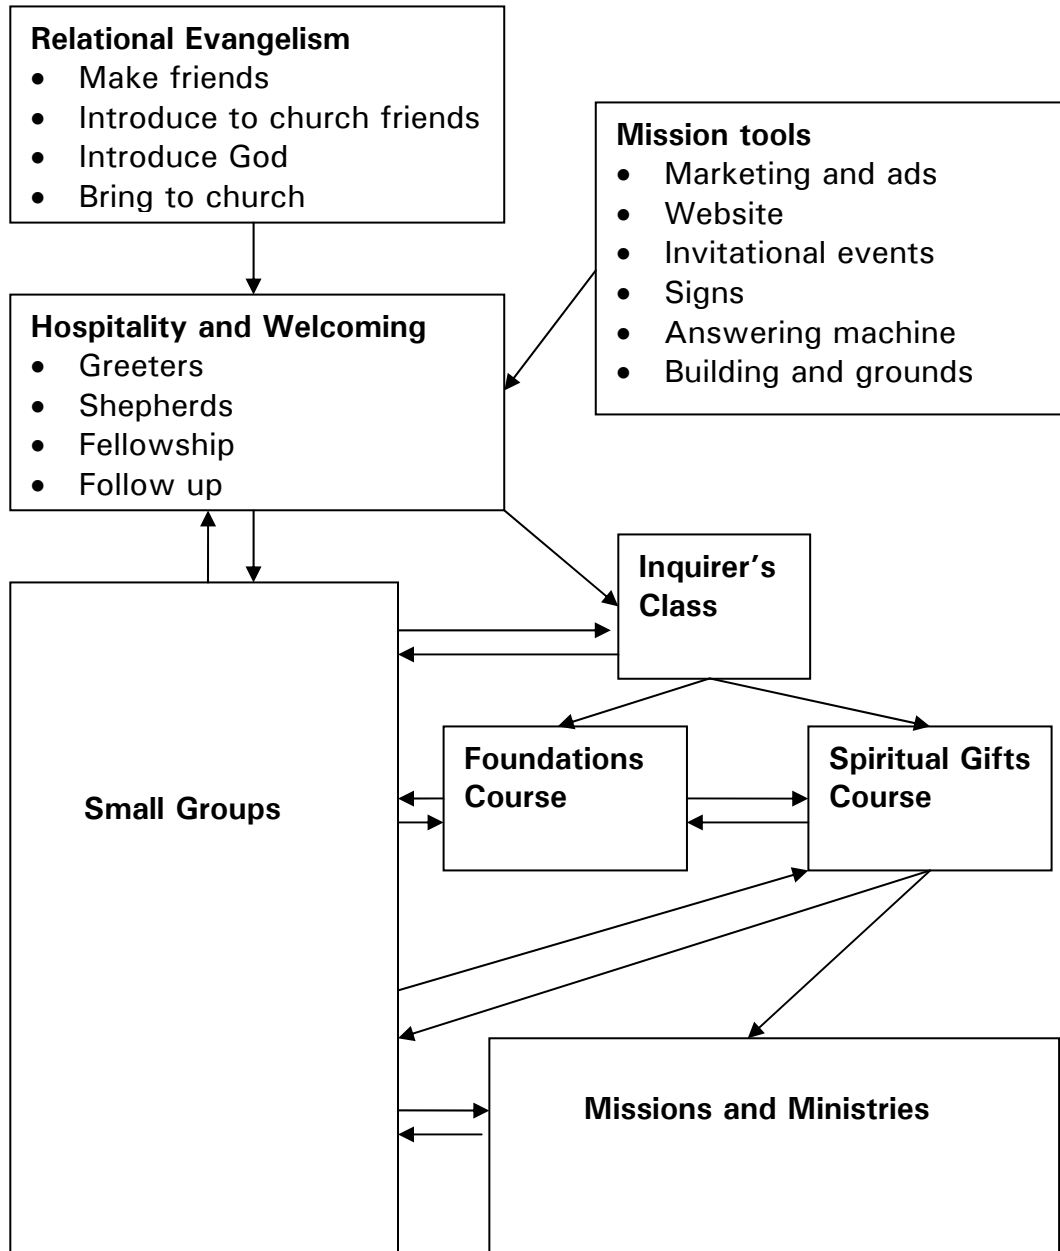 Relational Evangelism
• Make friends
• Introduce to church friends
• Introduce God
• Bring to church
Mission tools
• Marketing and ads
• Website
• Invitational events
• Signs
• Answering machine
• Building and grounds
Hospitality and Welcoming
• Greeters
• Shepherds
• Fellowship
• Follow up
Inquirer's
Class
Foundations
Course
Spiritual Gifts
Course
Small Groups
Missions and Ministries